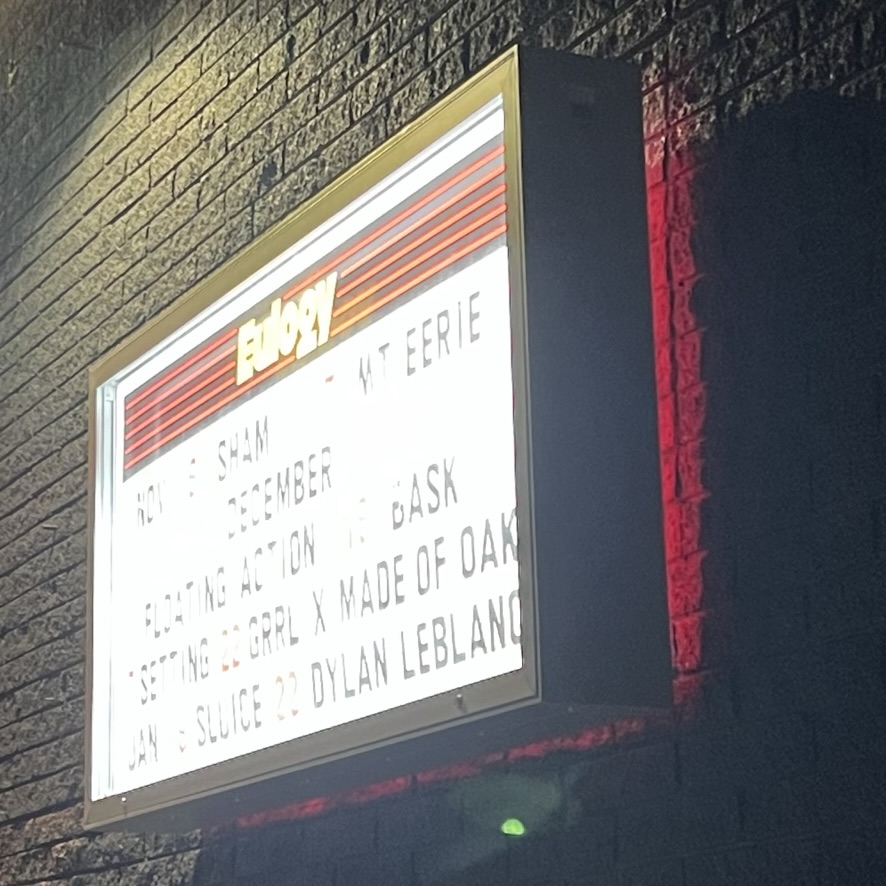 Eulogy
NOV SHAM MT EERIE
DECEMBER
FLOATING ACTION BASK
SETTING 22 GRRL X MADE OF OAK
JAN SLUICE 22 DYLAN LEBLANC